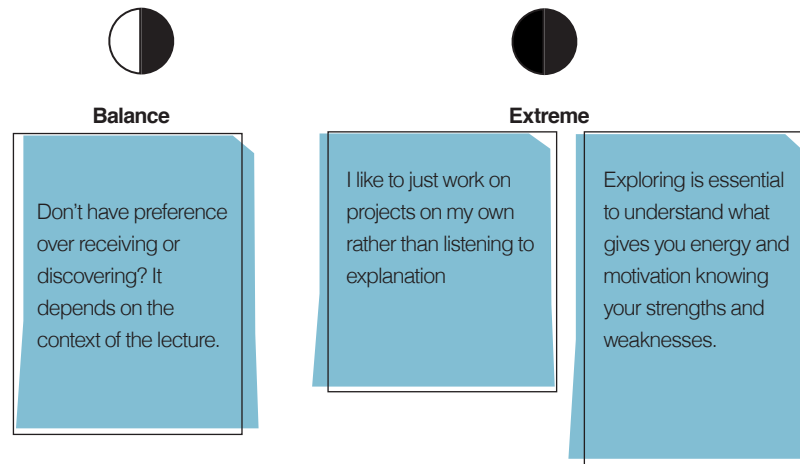 Balance
Don’t have preference
over receiving or
discovering? It
depends on the
context of the lecture.
Extreme
I like to just work on
projects on my own
rather than listening to
explanation
Exploring is essential
to understand what
gives you energy and
motivation knowing
your strengths and
weaknesses.